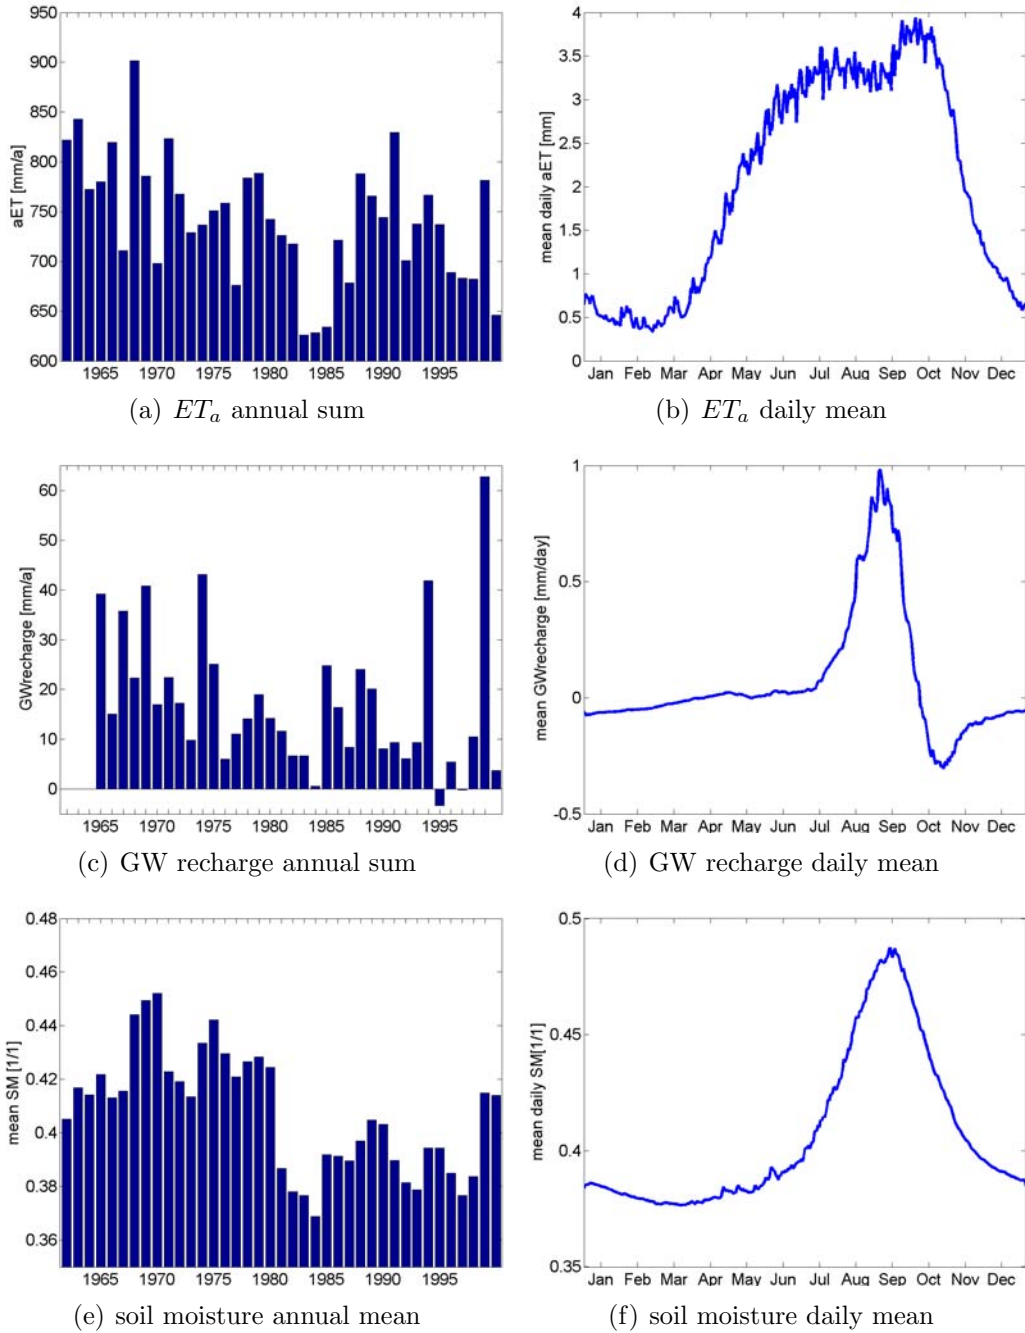 950
900
850
800
750
700
650
600
aET [mm/a]
1965 1970 1975 1980 1985 1990 1995
(a) ETa annual sum
4
3.5
3
2.5
2
1.5
1
0.5
0
mean daily aET [mm]
Jan Feb Mar Apr May Jun Jul Aug Sep Oct Nov Dec
(b) ETa daily mean
60
50
40
30
20
10
0
GWrecharge [mm/a]
1965 1970 1975 1980 1985 1990 1995
(c) GW recharge annual sum
1
0.5
0
-0.5
mean GWrecharge [mm/day]
Jan Feb Mar Apr May Jun Jul Aug Sep Oct Nov Dec
(d) GW recharge daily mean
0.48
0.46
0.44
0.42
0.4
0.38
0.36
mean SM [1/1]
1965 1970 1975 1980 1985 1990 1995
(e) soil moisture annual mean
0.5
0.45
0.4
0.35
mean daily SM[1/1]
Jan Feb Mar Apr May Jun Jul Aug Sep Oct Nov Dec
(f) soil moisture daily mean